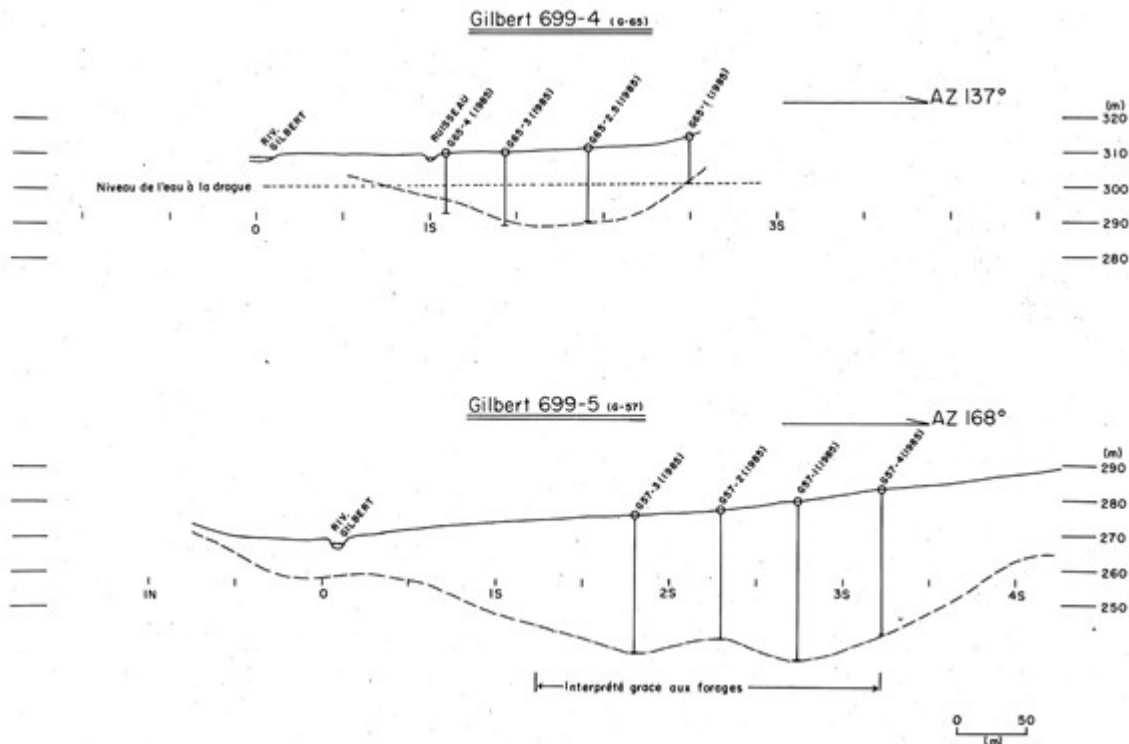 Gilbert 699-4 (G-65)
AZ 137°
(m)
320
310
300
290
280
RIV. GILBERT
RUISSEAU
G65-4 (1985)
G65-3 (1985)
G65-2,5 (1985)
G65-1 (1985)
Niveau de l'eau à la drague
0
1S
3S
Gilbert 699-5 (G-57)
AZ 168°
(m)
290
280
270
260
250
RIV. GILBERT
G57-3 (1985)
G57-2 (1985)
G57-1 (1985)
G57-4 (1985)
1N
0
1S
2S
3S
4S
Interprété grace aux forages
0 50
(m)